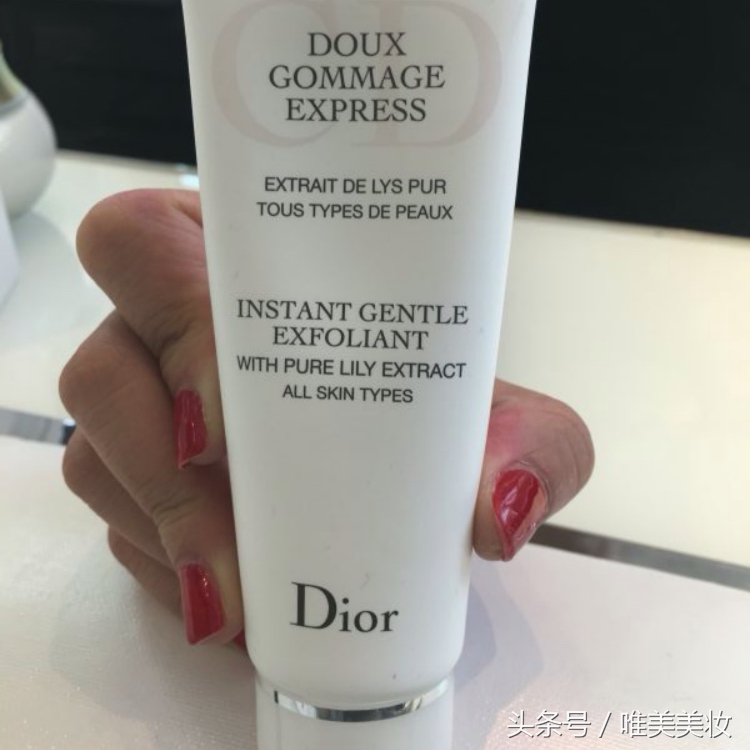 CD
DOUX
GOMMAGE
EXPRESS
EXTRAIT DE LYS PUR
TOUS TYPES DE PEAUX
INSTANT GENTLE
EXFOLIANT
WITH PURE LILY EXTRACT
ALL SKIN TYPES
Dior
头条号 / 唯美美妆